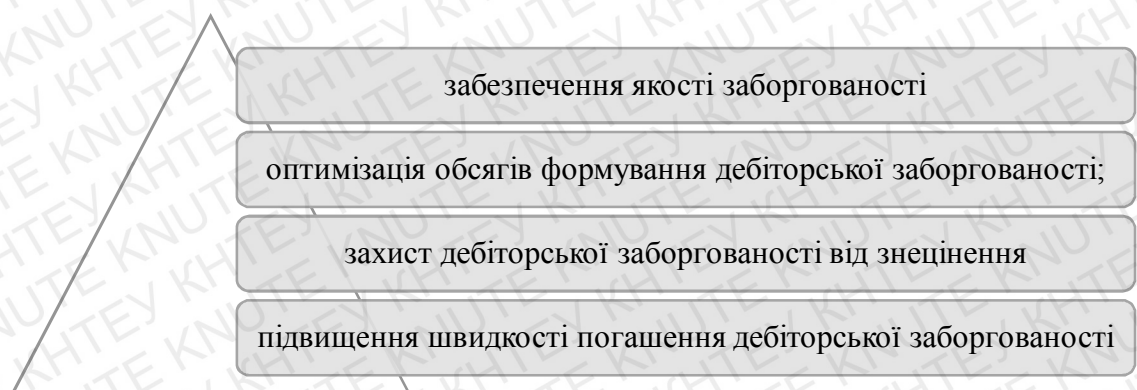 забезпечення якості заборгованості
оптимізація обсягів формування дебіторської заборгованості;
захист дебіторської заборгованості від знецінення
підвищення швидкості погашення дебіторської заборгованості